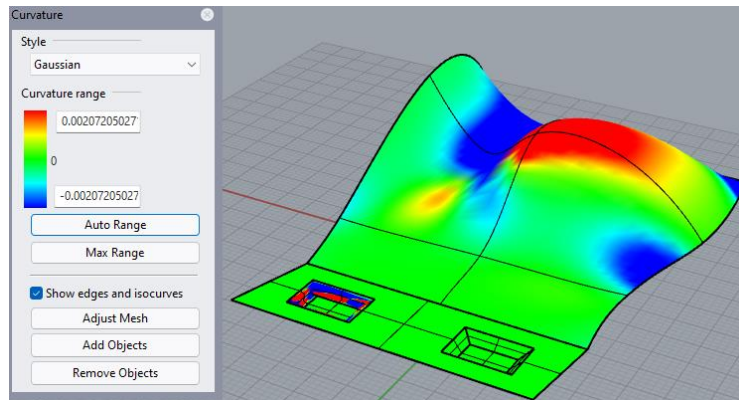 Curvature
Style
Gaussian
Curvature range
0.00207205027
0
-0.00207205027
Auto Range
Max Range
Show edges and isocurves
Adjust Mesh
Add Objects
Remove Objects